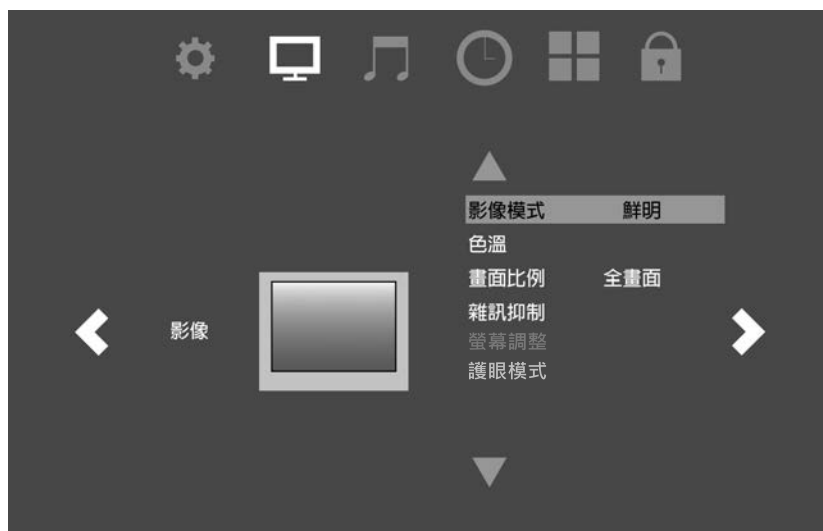 影像模式 鮮明
色溫
畫面比例 全畫面
雜訊抑制
影像
螢幕調整
護眼模式